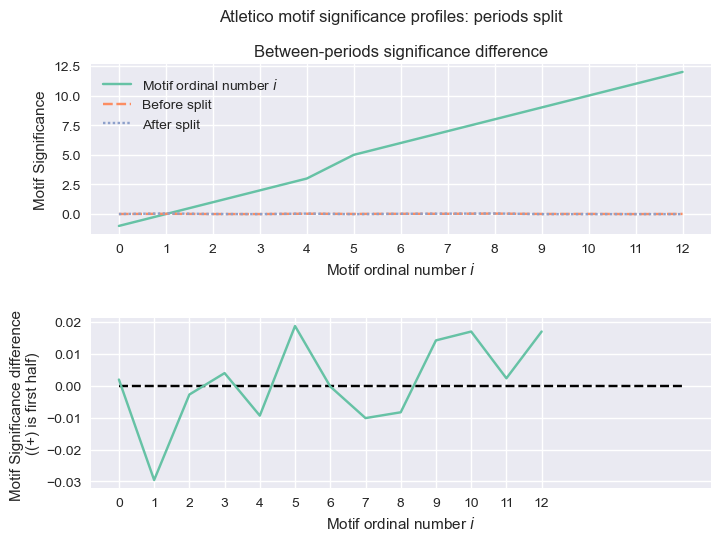 Atletico motif significance profiles: periods split
Between-periods significance difference
Motif Significance
12.5
10.0
7.5
5.0
2.5
0.0
Motif ordinal number i
Before split
After split
0 1 2 3 4 5 6 7 8 9 10 11 12
Motif ordinal number i
Motif Significance difference
((+) is first half)
0.02
0.01
0.00
−0.01
−0.02
−0.03
0 1 2 3 4 5 6 7 8 9 10 11 12
Motif ordinal number i